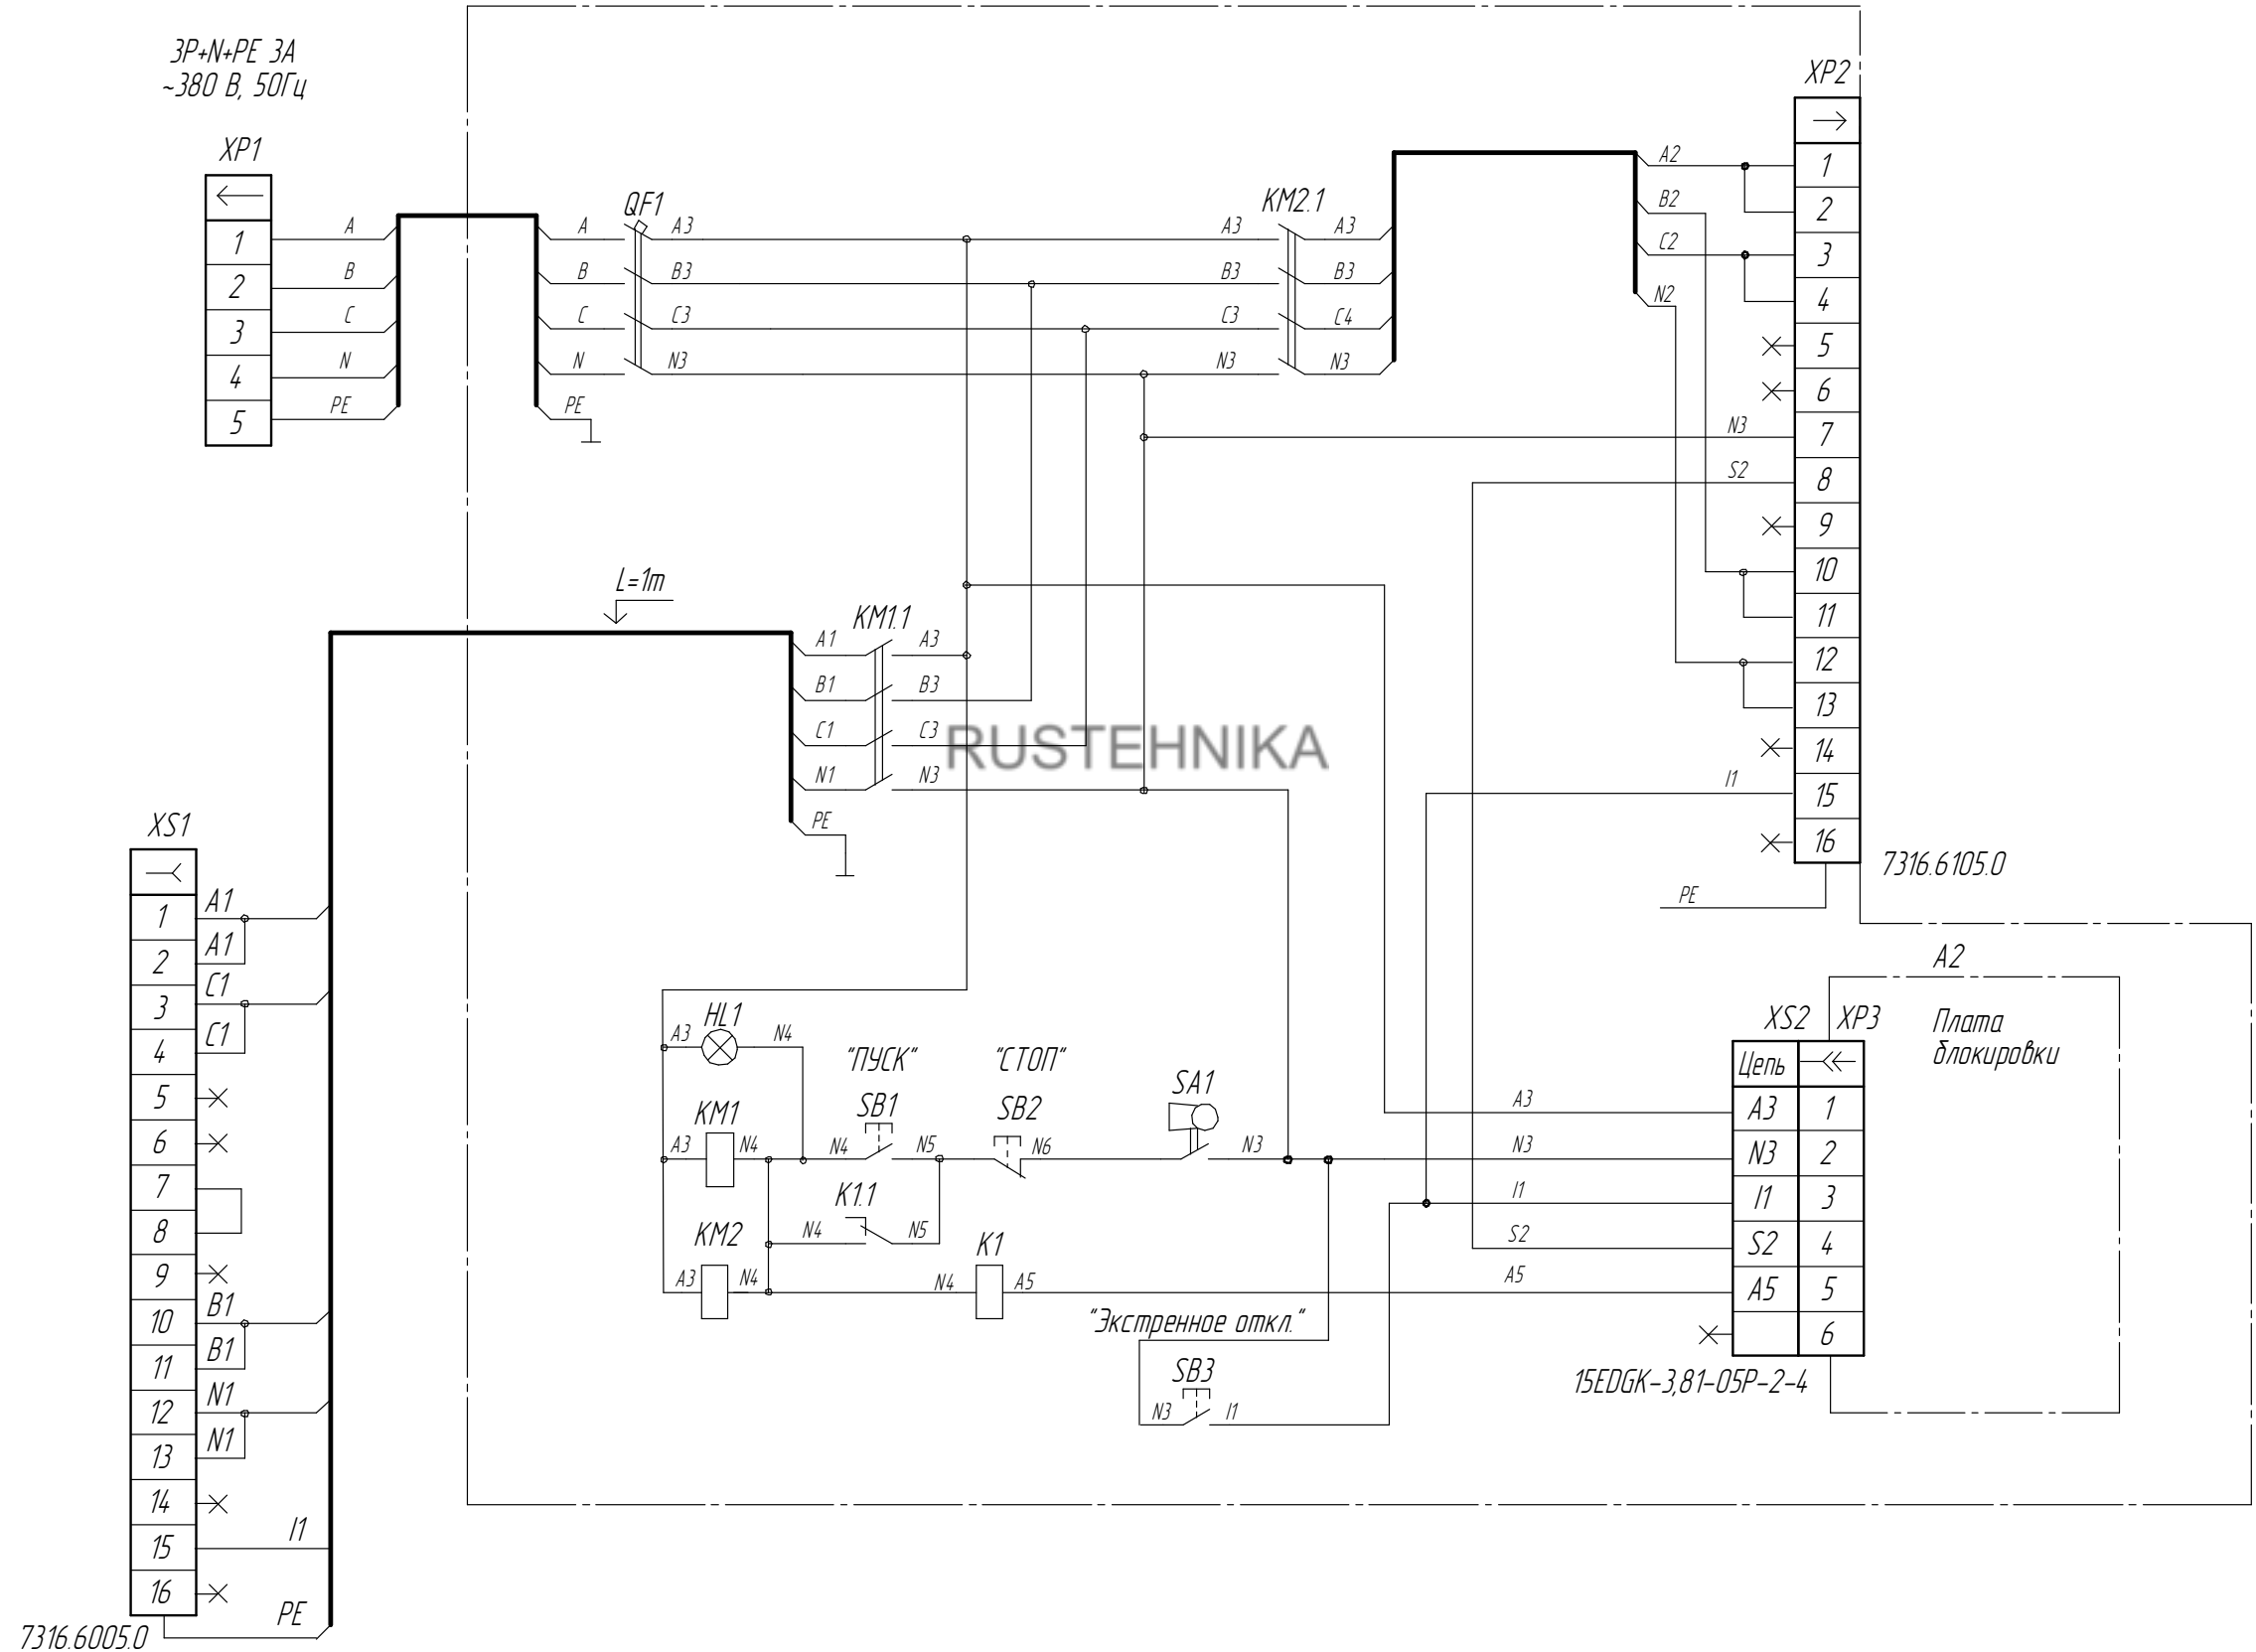 3P+N+PE 3A
~380 В, 50Гц
XP1
1
2
3
4
5
A
B
C
N
PE
A
B
C
N
PE
QF1
A3
B3
C3
N3
A3
B3
C3
N3
KM2.1
A3
B3
C4
N3
A2
B2
C2
N2
XP2
1
2
3
4
5
6
7
8
9
10
11
12
13
14
15
16
N3
S2
I1
PE
7316.6105.0
L=1m
KM1.1
A1
B1
C1
N1
PE
A3
B3
C3
N3
RUSTEHNIKA
XS1
1
2
3
4
5
6
7
8
9
10
11
12
13
14
15
16
A1
A1
C1
C1
B1
B1
N1
N1
I1
PE
7316.6005.0
HL1
A3
N4
KM1
A3
N4
KM2
A3
N4
"ПУСК"
SB1
N4
N5
K1.1
N4
N5
"СТОП"
SB2
N6
SA1
N3
K1
N4
A5
"Экстренное откл."
SB3
N3
I1
A3
N3
I1
S2
A5
A2
Плата
блокировки
XS2
XP3
Цепь
A3 1
N3 2
I1 3
S2 4
A5 5
6
15EDGK-3,81-05P-2-4